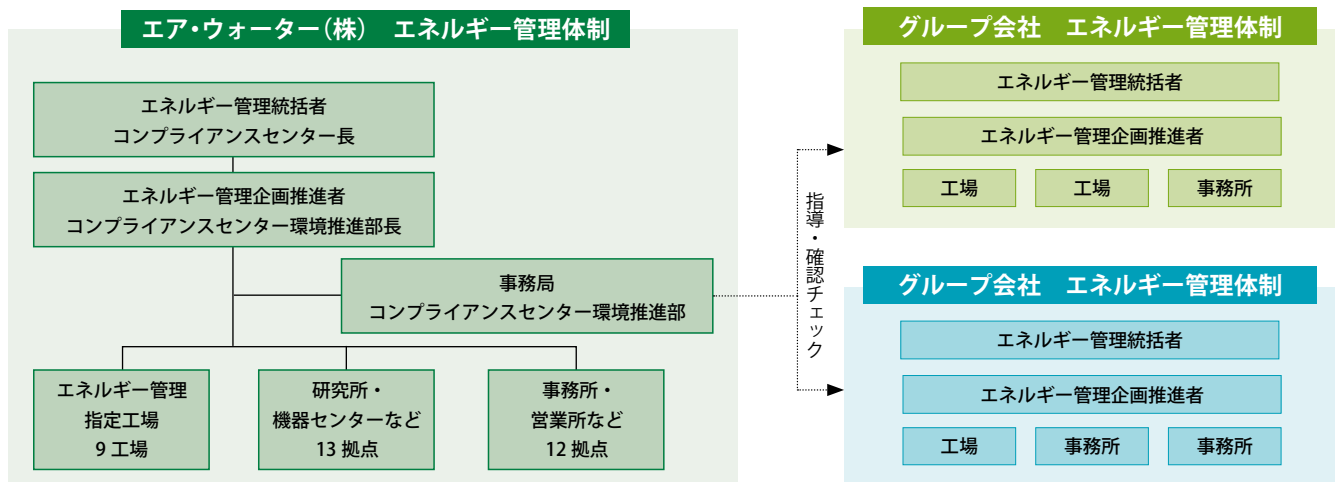 エア・ウォーター（株）　エネルギー管理体制
エネルギー管理統括者
コンプライアンスセンター長
エネルギー管理企画推進者
コンプライアンスセンター環境推進部長
事務局
コンプライアンスセンター環境推進部
エネルギー管理
指定工場
9 工場
研究所・
機器センターなど
13 拠点
事務所・
営業所など
12 拠点
指導・確認チェック
グループ会社　エネルギー管理体制
エネルギー管理統括者
エネルギー管理企画推進者
工場
工場
事務所
グループ会社　エネルギー管理体制
エネルギー管理統括者
エネルギー管理企画推進者
工場
事務所
事務所